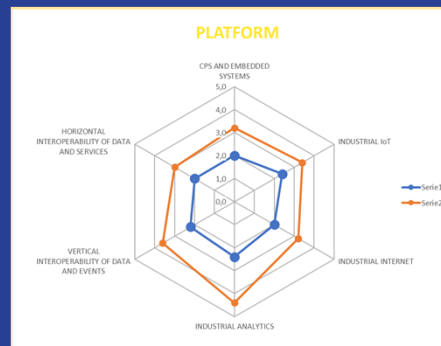 PLATFORM
CPS AND EMBEDDED
SYSTEMS
5,0
4,0
3,0
2,0
1,0
0,0
HORIZONTAL
INTEROPERABILITY OF DATA
AND SERVICES
INDUSTRIAL IoT
Serie1
Serie2
VERTICAL
INTEROPERABILITY OF DATA
AND EVENTS
INDUSTRIAL INTERNET
INDUSTRIAL ANALYTICS